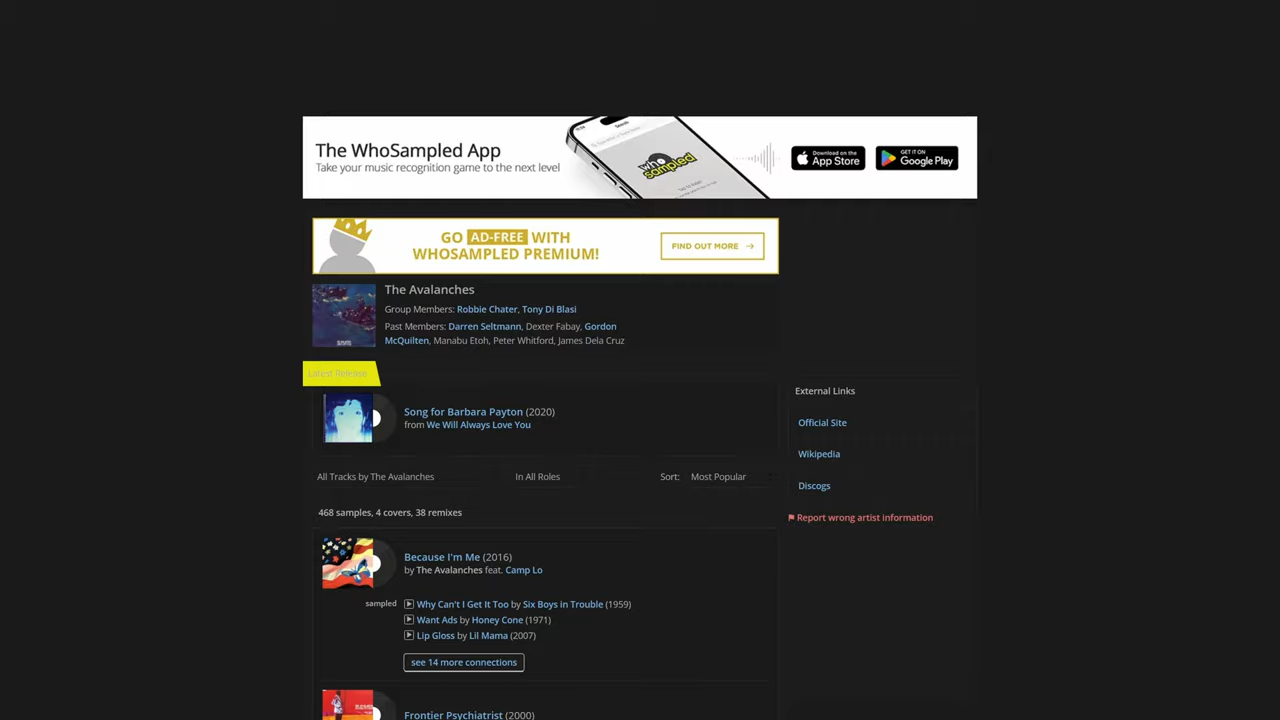 The WhoSampled App
Take your music recognition game to the next level
who
sampled
Download on the
App Store
GET IT ON
Google Play
GO AD-FREE WITH
WHOSAMPLED PREMIUM!
FIND OUT MORE
The Avalanches
Group Members: Robbie Chater, Tony Di Blasi
Past Members: Darren Seltmann, Dexter Fabay, Gordon
McQuilten, Manabu Etoh, Peter Whitford, James Dela Cruz
Latest Release
Song for Barbara Payton (2020)
from We Will Always Love You
External Links
Official Site
Wikipedia
Discogs
Report wrong artist information
All Tracks by The Avalanches In All Roles Sort: Most Popular
468 samples, 4 covers, 38 remixes
Because I'm Me (2016)
by The Avalanches feat. Camp Lo
sampled Why Can't I Get It Too by Six Boys in Trouble (1959)
Want Ads by Honey Cone (1971)
Lip Gloss by Lil Mama (2007)
see 14 more connections
Frontier Psychiatrist (2000)